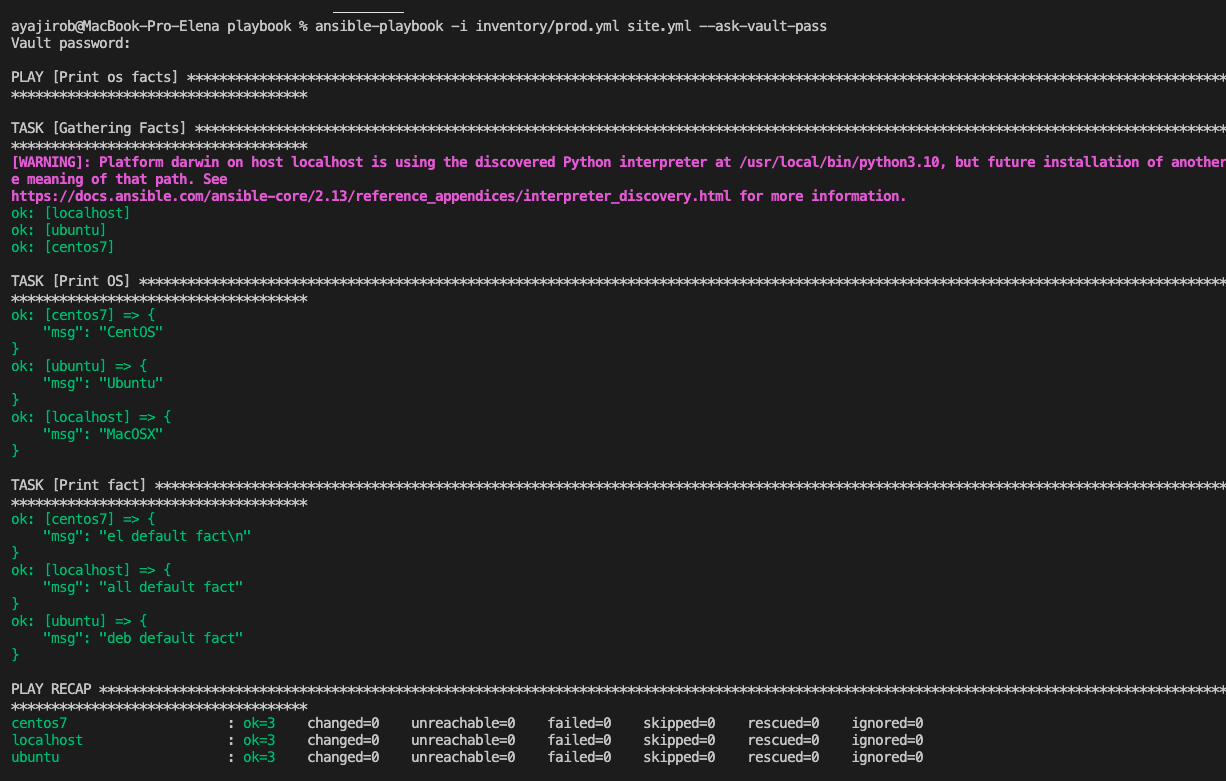 ayajirob@MacBook-Pro-Elena playbook % ansible-playbook -i inventory/prod.yml site.yml --ask-vault-pass
Vault password:
PLAY [Print os facts] **********************************************************************************************************************************
*************************************
TASK [Gathering Facts] *********************************************************************************************************************************
*************************************
[WARNING]: Platform darwin on host localhost is using the discovered Python interpreter at /usr/local/bin/python3.10, but future installation of another
e meaning of that path. See
https://docs.ansible.com/ansible-core/2.13/reference_appendices/interpreter_discovery.html for more information.
ok: [localhost]
ok: [ubuntu]
ok: [centos7]
TASK [Print OS] ****************************************************************************************************************************************
*************************************
ok: [centos7] => {
    "msg": "CentOS"
}
ok: [ubuntu] => {
    "msg": "Ubuntu"
}
ok: [localhost] => {
    "msg": "MacOSX"
}
TASK [Print fact] **************************************************************************************************************************************
*************************************
ok: [centos7] => {
    "msg": "el default fact\n"
}
ok: [localhost] => {
    "msg": "all default fact"
}
ok: [ubuntu] => {
    "msg": "deb default fact"
}
PLAY RECAP *********************************************************************************************************************************************
*************************************
centos7                    : ok=3    changed=0    unreachable=0    failed=0    skipped=0    rescued=0    ignored=0
localhost                  : ok=3    changed=0    unreachable=0    failed=0    skipped=0    rescued=0    ignored=0
ubuntu                     : ok=3    changed=0    unreachable=0    failed=0    skipped=0    rescued=0    ignored=0